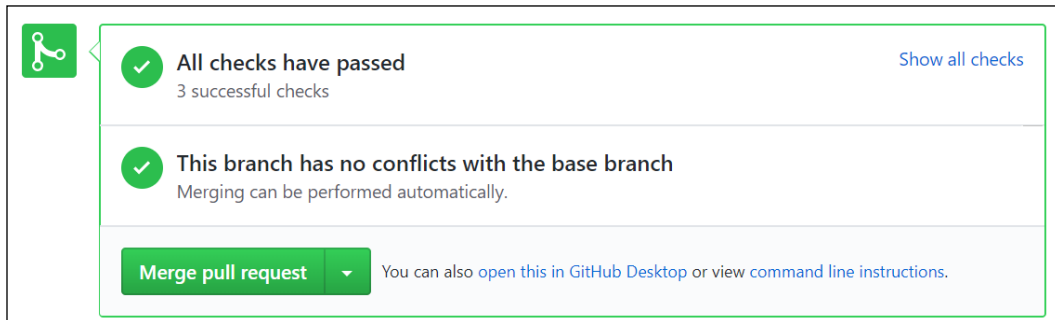 All checks have passed
Show all checks
3 successful checks
This branch has no conflicts with the base branch
Merging can be performed automatically.
Merge pull request
You can also open this in GitHub Desktop or view command line instructions.